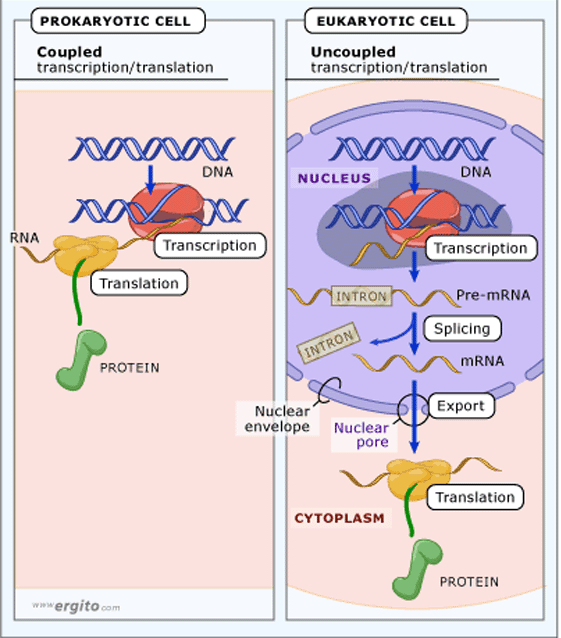 PROKARYOTIC CELL
Coupled
transcription/translation
DNA
RNA
Transcription
Translation
PROTEIN
www.ergito.com
EUKARYOTIC CELL
Uncoupled
transcription/translation
NUCLEUS
DNA
Transcription
INTRON
Pre-mRNA
Splicing
INTRON
mRNA
Nuclear
envelope
Export
Nuclear
pore
Translation
CYTOPLASM
PROTEIN